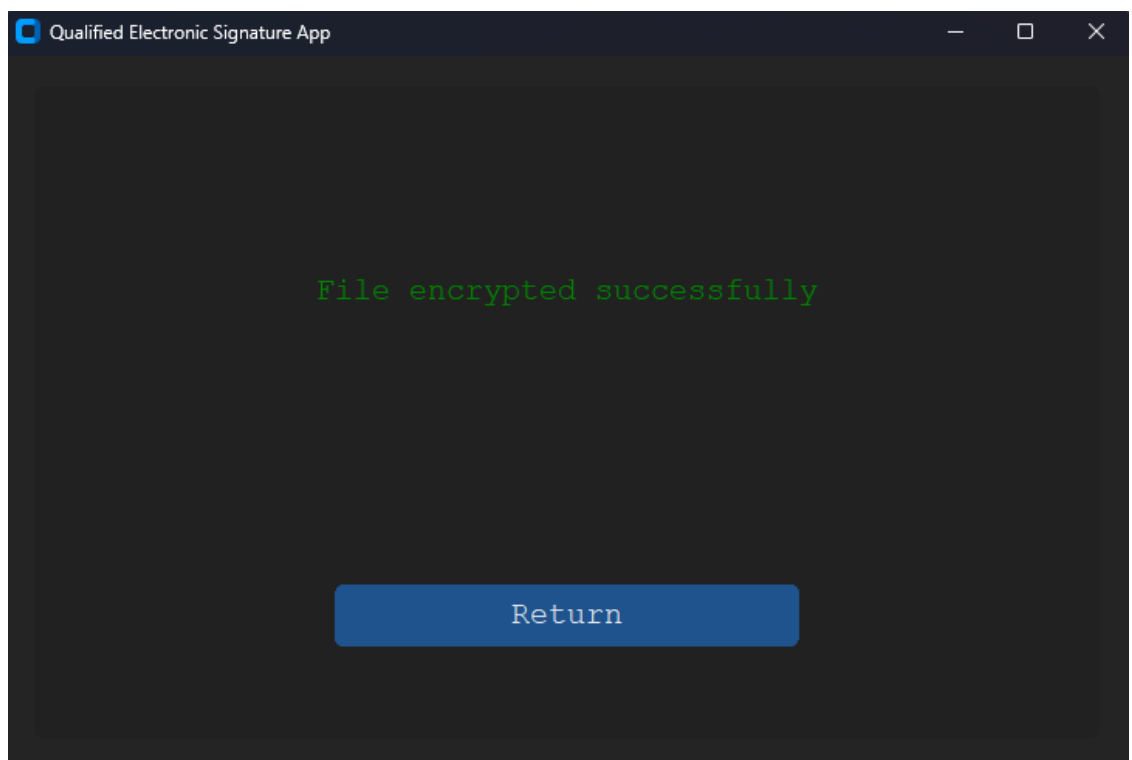 Qualified Electronic Signature App
File encrypted successfully
Return